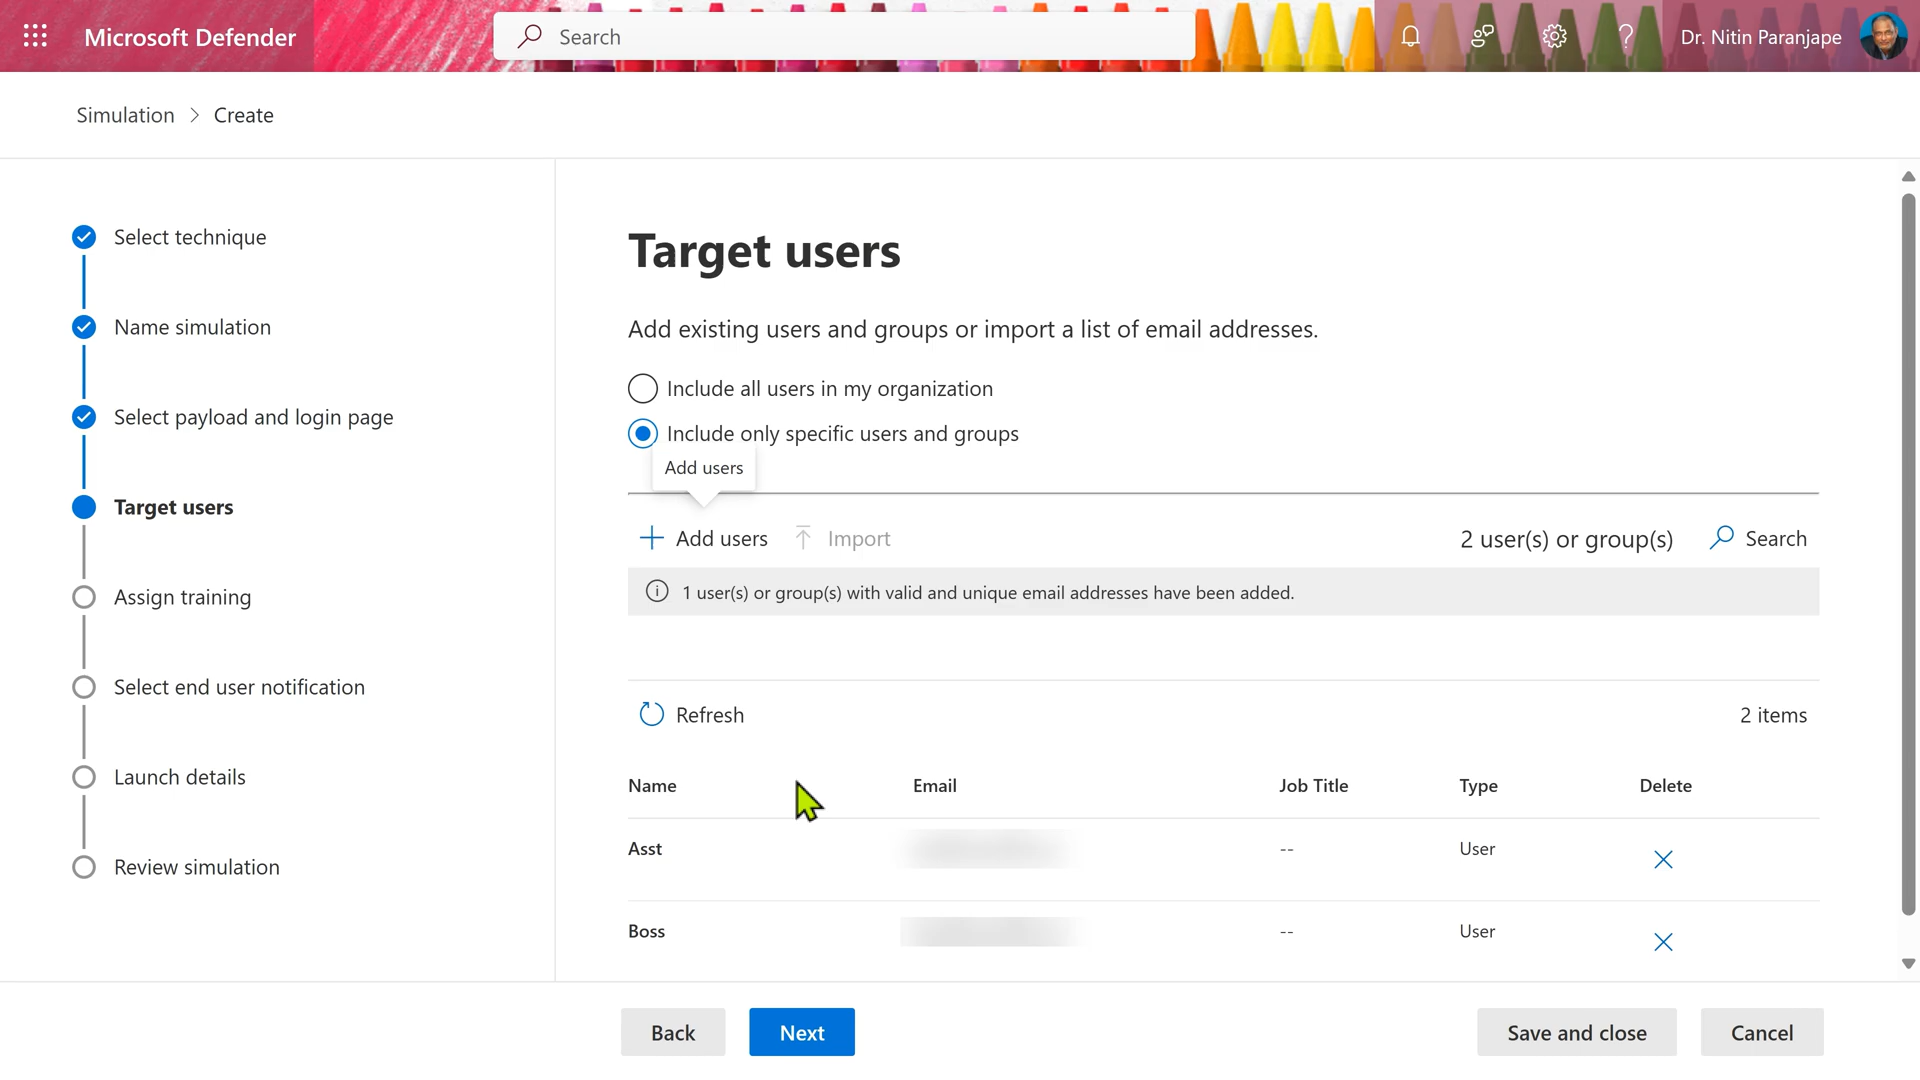 Microsoft Defender
Search
Dr. Nitin Paranjape
Simulation > Create
Select technique
Name simulation
Select payload and login page
Target users
Assign training
Select end user notification
Launch details
Review simulation
Target users
Add existing users and groups or import a list of email addresses.
Include all users in my organization
Include only specific users and groups
Add users
Add users
Import
2 user(s) or group(s)
Search
1 user(s) or group(s) with valid and unique email addresses have been added.
Refresh
2 items
Name Email Job Title Type Delete
Asst -- User
Boss -- User
Back
Next
Save and close
Cancel